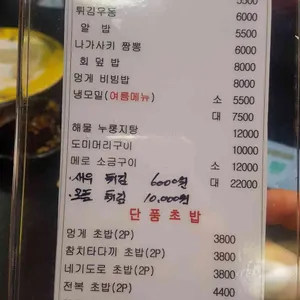 5500
튀김우동 6000
알 밥 5500
나가사키 짬뽕 6000
회 덮밥 8000
멍게 비빔밥 8000
냉모밀(여름메뉴) 소 5500
대 7500
해물 누룽지탕 12000
도미머리구이 10000
메로 소금구이 소 12000
대 22000
새우 튀김 6000원
모듬 튀김 10,000원
단품초밥
멍게 초밥(2P) 3800
참치타다끼 초밥(2P) 3800
네기도로 초밥(2P) 3800
전복 초밥(2P) 4400